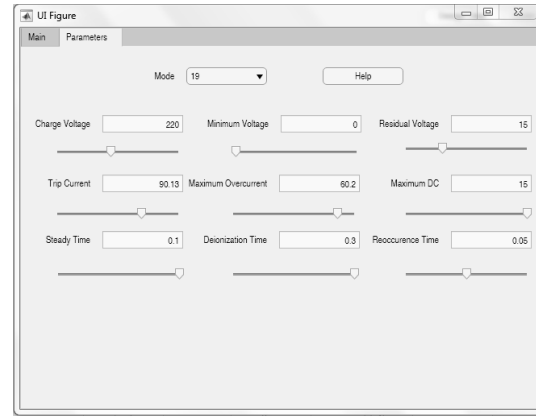 UI Figure
Main Parameters
Mode 19 Help
Charge Voltage 220 Minimum Voltage 0 Residual Voltage 15
Trip Current 90.13 Maximum Overcurrent 60.2 Maximum DC 15
Steady Time 0.1 Deionization Time 0.3 Reoccurence Time 0.05